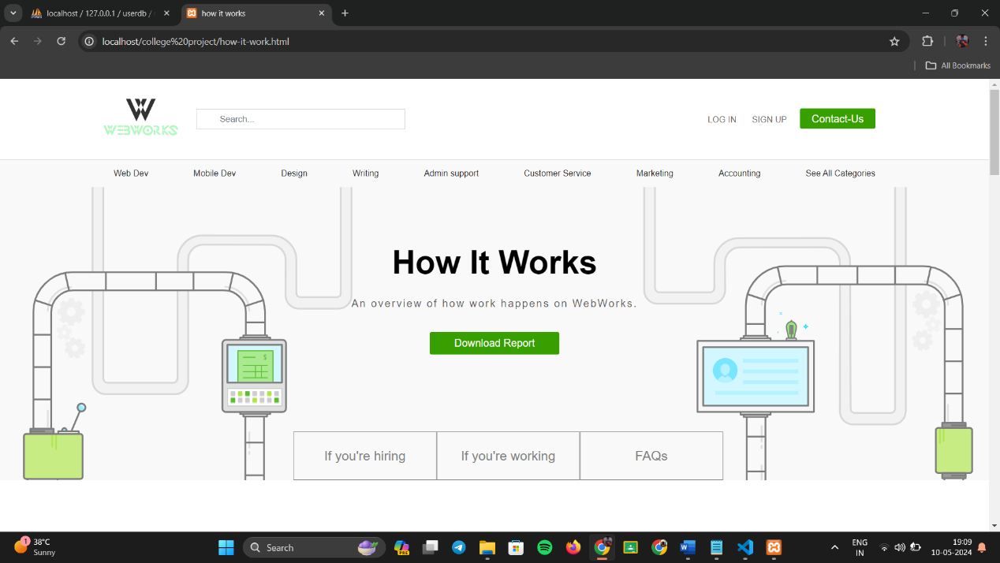 localhost / 127.0.0.1 / userdb /
how it works
localhost/college%20project/how-it-work.html
All Bookmarks
W
WEBWORKS
Search...
LOG IN
SIGN UP
Contact-Us
Web Dev
Mobile Dev
Design
Writing
Admin support
Customer Service
Marketing
Accounting
See All Categories
How It Works
An overview of how work happens on WebWorks.
Download Report
$
If you're hiring
If you're working
FAQs
1
38°C
Sunny
Search
PRE
ENG
IN
19:09
10-05-2024